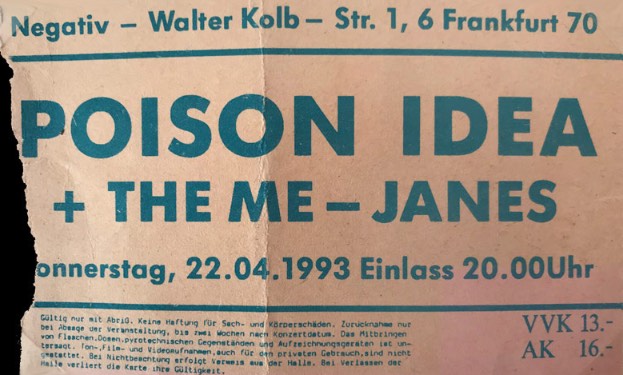 Negativ – Walter Kolb – Str. 1, 6 Frankfurt 70
POISON IDEA
+ THE ME – JANES
onnerstag, 22.04.1993 Einlass 20.00Uhr
Gültig nur mit Abriß. Keine Haftung für Sach- und Körperschäden. Zurücknahme nur
bei Absage der Veranstaltung, bis zwei Wochen nach Konzertdatum. Das Mitbringen
von Flaschen,Dosen,pyrotechnischen Gegenständen und Aufzeichnungsgeräten ist un-
tersagt. Ton-,Film- und Videoaufnahmen,auch für den privaten Gebrauch,sind nicht
gestattet. Bei Nichtbeachtung erfolgt Verweis aus der Halle. Bei Verlassen der
Halle verliert die Karte ihre Gültigkeit.
VVK 13.-
AK 16.-